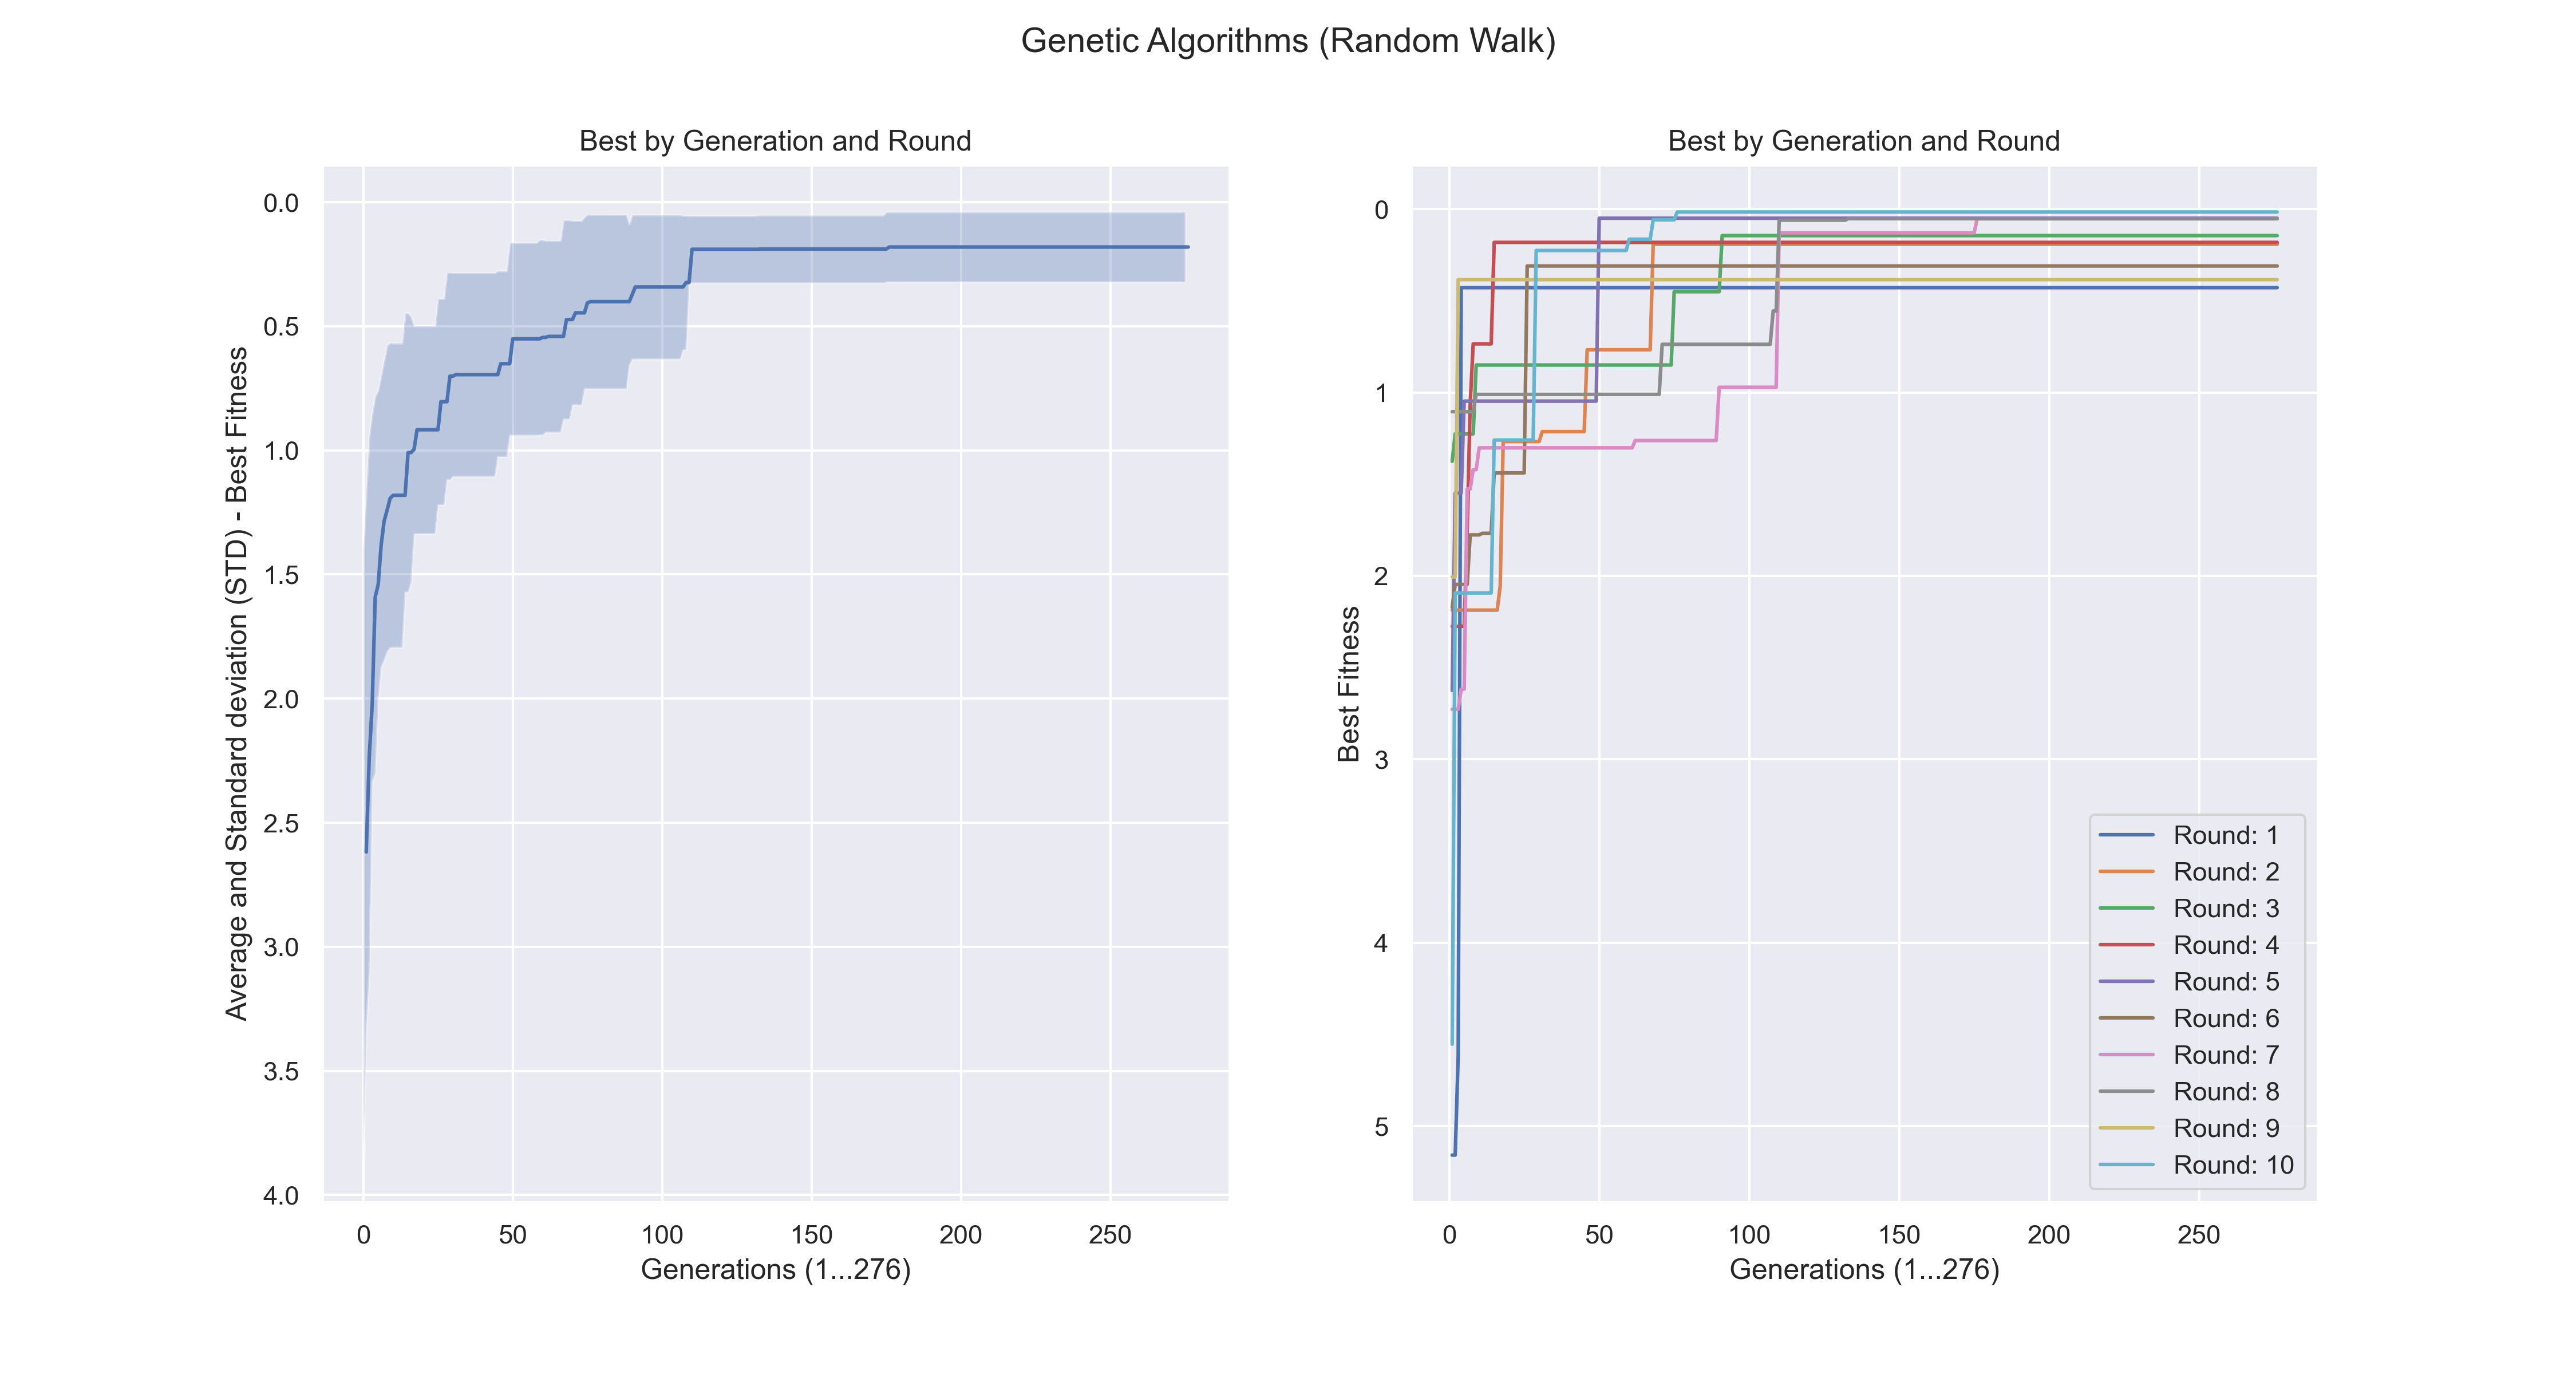 Genetic Algorithms (Random Walk)
Best by Generation and Round
0.0
0.5
1.0
1.5
2.0
2.5
3.0
3.5
4.0
Average and Standard deviation (STD) - Best Fitness
0 50 100 150 200 250
Generations (1...276)
Best by Generation and Round
0
1
2
3
4
5
Best Fitness
0 50 100 150 200 250
Generations (1...276)
Round: 1
Round: 2
Round: 3
Round: 4
Round: 5
Round: 6
Round: 7
Round: 8
Round: 9
Round: 10